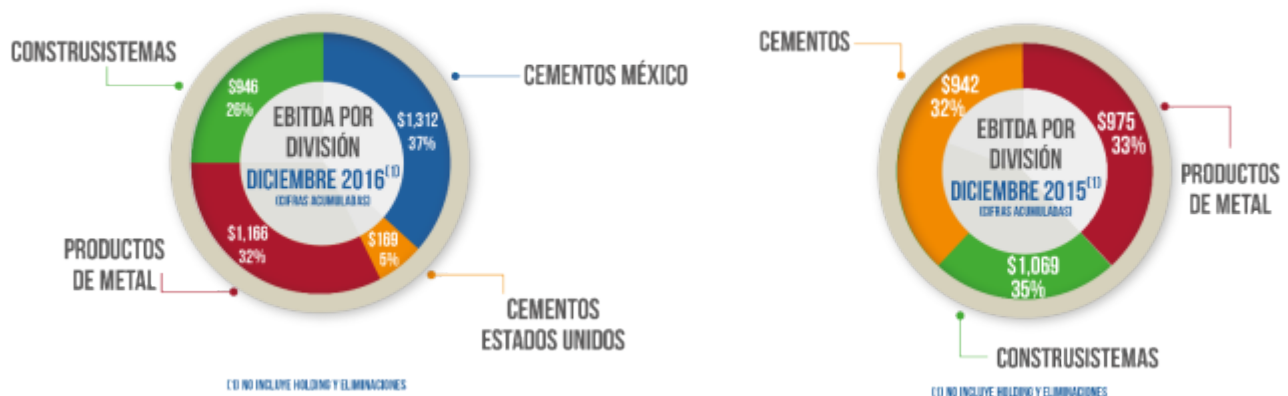 CONSTRUSISTEMAS
$946
26%
CEMENTOS MÉXICO
$1,312
37%
EBITDA POR
DIVISIÓN
DICIEMBRE 2016(1)
(CIFRAS ACUMULADAS)
$1,166
32%
$169
5%
PRODUCTOS
DE METAL
CEMENTOS
ESTADOS UNIDOS
(1) NO INCLUYE HOLDING Y ELIMINACIONES
CEMENTOS
$942
32%
$975
33%
EBITDA POR
DIVISIÓN
DICIEMBRE 2015(1)
(CIFRAS ACUMULADAS)
PRODUCTOS
DE METAL
$1,069
35%
CONSTRUSISTEMAS
(1) NO INCLUYE HOLDING Y ELIMINACIONES